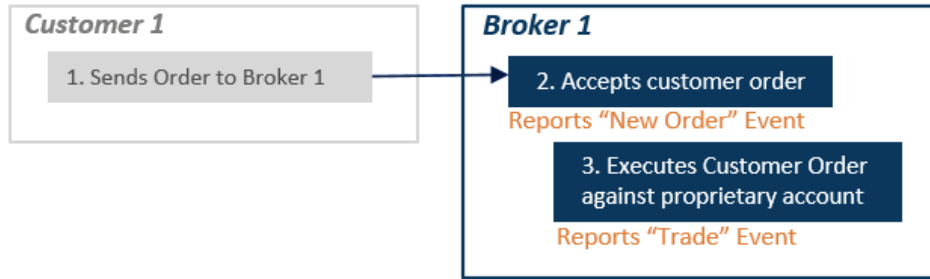 Customer 1
1. Sends Order to Broker 1
Broker 1
2. Accepts customer order
Reports “New Order” Event
3. Executes Customer Order
against proprietary account
Reports “Trade” Event